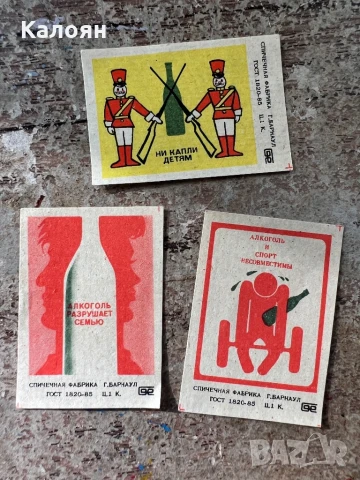 Калоян
НИ КАПЛИ
ДЕТЯМ
СПИЧЕЧНАЯ ФАБРИКА Г.БАРНАУЛ
ГОСТ 1820-85 Ц.1 К.
АЛКОГОЛЬ
РАЗРУШАЕТ
СЕМЬЮ
СПИЧЕЧНАЯ ФАБРИКА Г.БАРНАУЛ
ГОСТ 1820-85 Ц.1 К.
АЛКОГОЛЬ
И
СПОРТ
НЕСОВМЕСТИМЫ
СПИЧЕЧНАЯ ФАБРИКА Г.БАРНАУЛ
ГОСТ 1820-85 Ц.1 К.
BAZAR